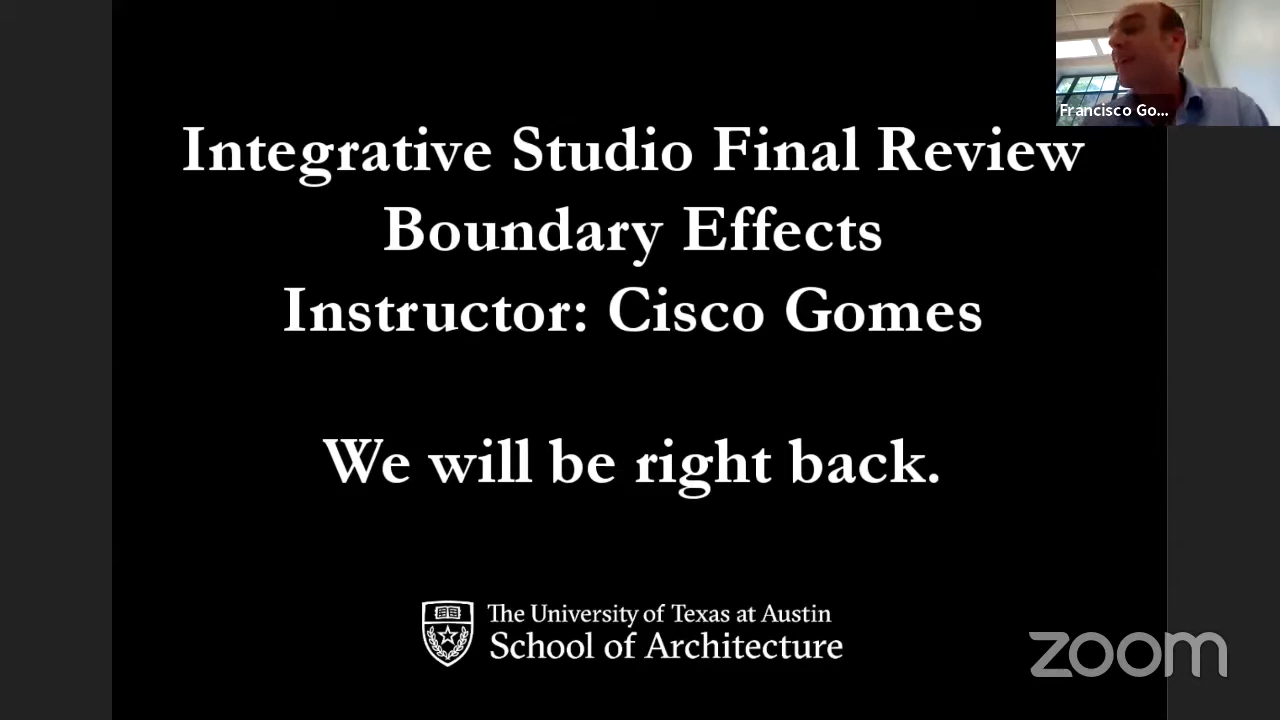 Francisco Go...
Integrative Studio Final Review
Boundary Effects
Instructor: Cisco Gomes
We will be right back.
The University of Texas at Austin
School of Architecture
zoom